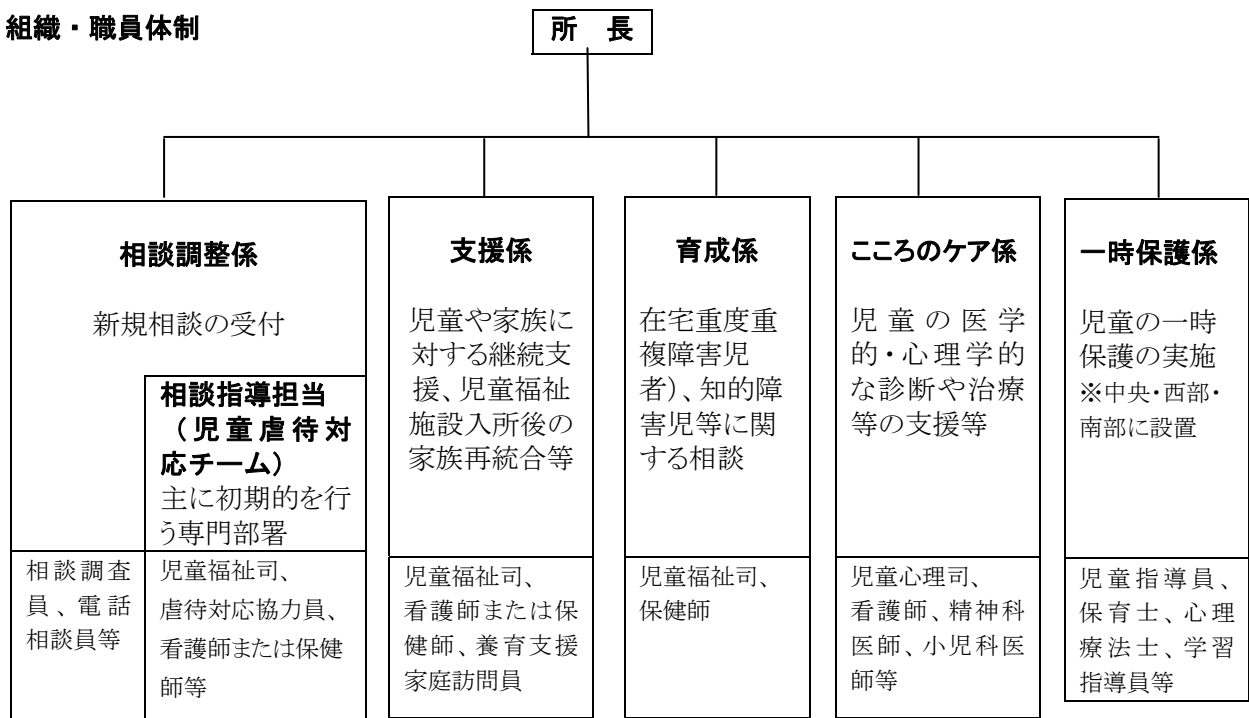 組織・職員体制
所 長
相談調整係
新規相談の受付
相談指導担当
（児童虐待対
応チーム）
主に初期的を行
う専門部署
相談調査
員、電話
相談員等
児童福祉司、
虐待対応協力員、
看護師または保健
師等
支援係
児童や家族に
対する継続支
援、児童福祉
施設入所後の
家族再統合等
児童福祉司、
看護師または保
健師、養育支援
家庭訪問員
育成係
在宅重度重
複障害児
者）、知的障
害児等に関
する相談
児童福祉司、
保健師
こころのケア係
児童の医学
的・心理学的
な診断や治療
等の支援等
児童心理司、
看護師、精神科
医師、小児科医
師等
一時保護係
児童の一時
保護の実施
※中央・西部・
南部に設置
児童指導員、
保育士、心理
療法士、学習
指導員等